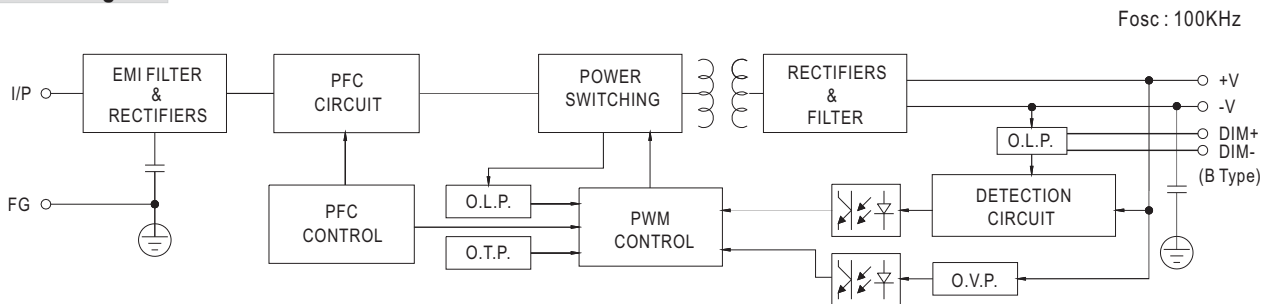 Fosc : 100KHz
EMI FILTER
&
RECTIFIERS
PFC
CIRCUIT
POWER
SWITCHING
RECTIFIERS
&
FILTER
I/P
+V
-V
DIM+
DIM-
(B Type)
O.L.P.
FG
PFC
CONTROL
O.L.P.
O.T.P.
PWM
CONTROL
DETECTION
CIRCUIT
O.V.P.